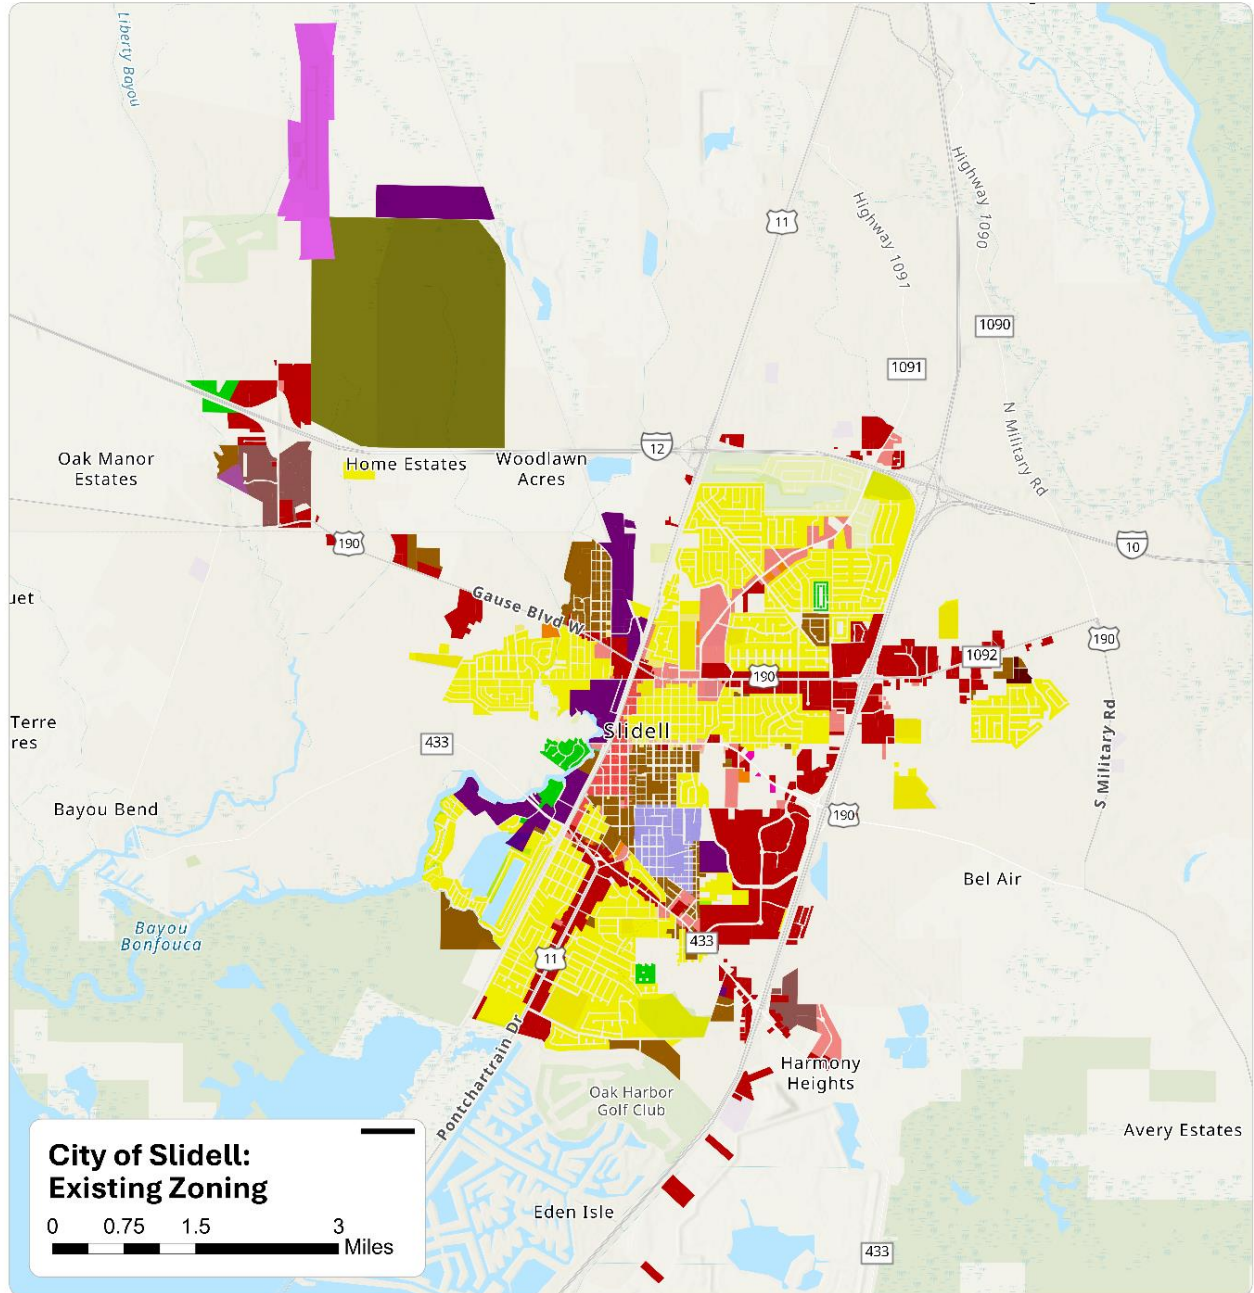 Liberty Bayou
11
Highway 1090
Highway 1091
1090
1091
N Military Rd
12
Oak Manor
Estates
Home Estates
Woodlawn
Acres
10
190
uet
Gause Blvd W
190
1092
190
Terre
res
433
Slidell
S Military Rd
Bayou Bend
190
Bel Air
Bayou
Bonfouca
433
11
Pontchartrain Dr
Harmony
Heights
Oak Harbor
Golf Club
Avery Estates
City of Slidell:
Existing Zoning
0 0.75 1.5 3
Miles
Eden Isle
433